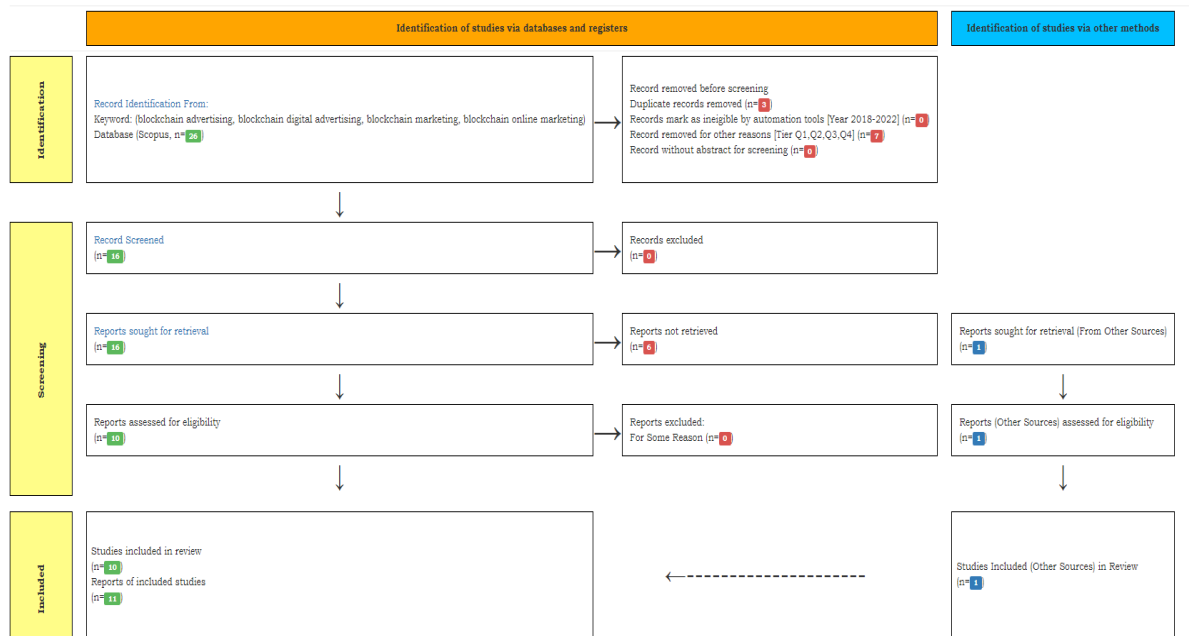 Identification of studies via databases and registers
Identification of studies via other methods
Identification
Record Identification From:
Keyword: (blockchain advertising, blockchain digital advertising, blockchain marketing, blockchain online marketing)
Database (Scopus, n=26)
Record removed before screening
Duplicate records removed (n=3)
Records mark as ineigible by automation tools [Year 2018-2022] (n=0)
Record removed for other reasons [Tier Q1,Q2,Q3,Q4] (n=7)
Record without abstract for screening (n=0)
Screening
Record Screened
(n=16)
Records excluded
(n=0)
Reports sought for retrieval
(n=16)
Reports not retrieved
(n=6)
Reports sought for retrieval (From Other Sources)
(n=1)
Reports assessed for eligibility
(n=10)
Reports excluded:
For Some Reason (n=0)
Reports (Other Sources) assessed for eligibility
(n=1)
Included
Studies included in review
(n=10)
Reports of included studies
(n=11)
Studies Included (Other Sources) in Review
(n=1)